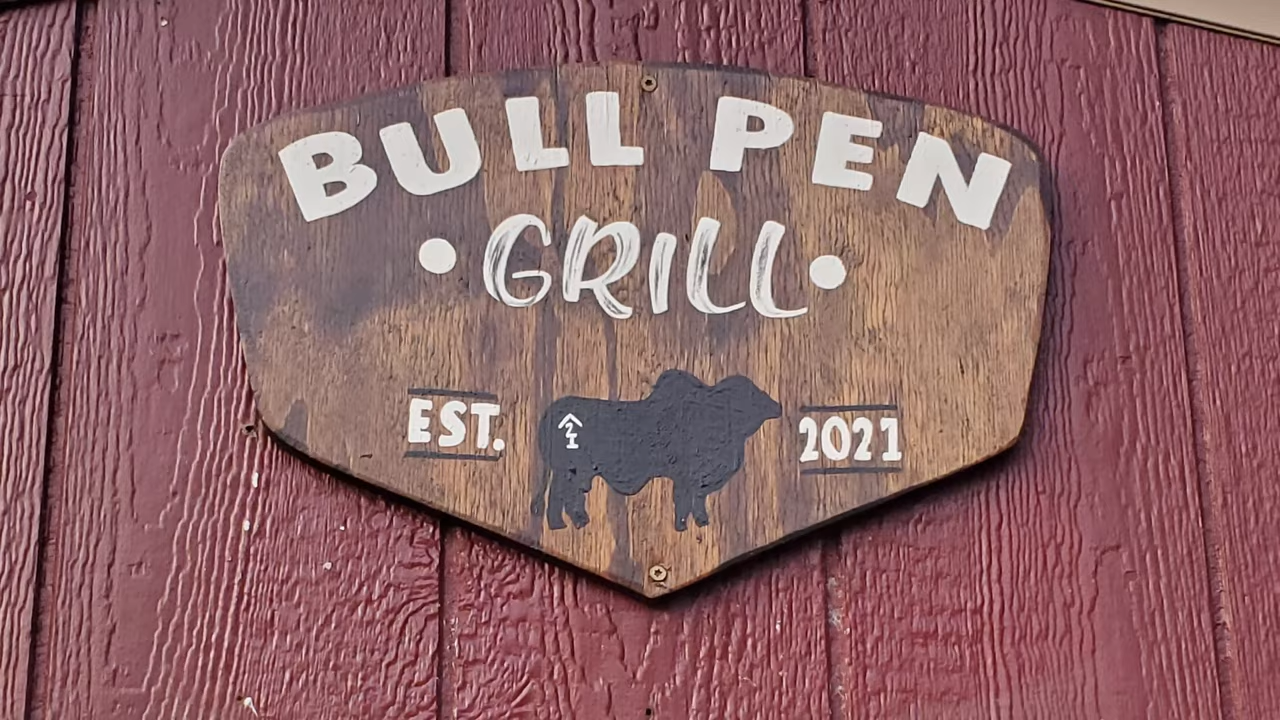 BULL PEN
• GRILL •
EST. 2021